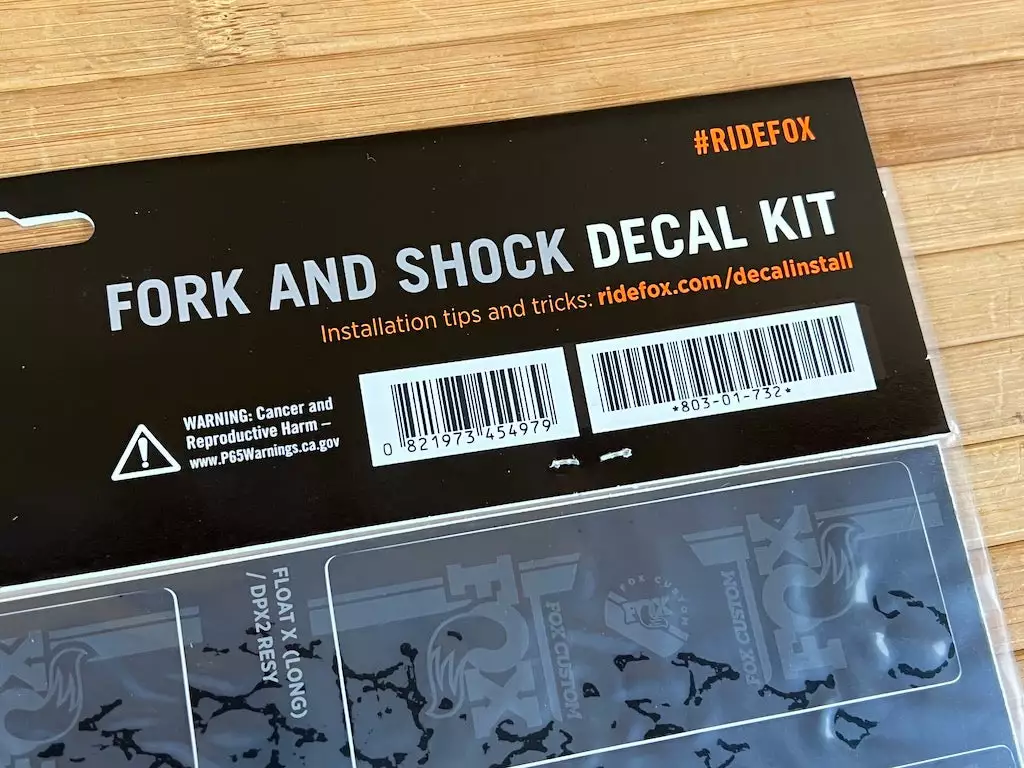 #RIDEFOX
FORK AND SHOCK DECAL KIT
Installation tips and tricks: ridefox.com/decalinstall
WARNING: Cancer and
Reproductive Harm –
www.P65Warnings.ca.gov
0 821973 454979
*803-01-732*
FLOAT X (LONG)
/ DPX2 RESY
FOX
FOX CUSTOM
FOX CUSTOM
FOX